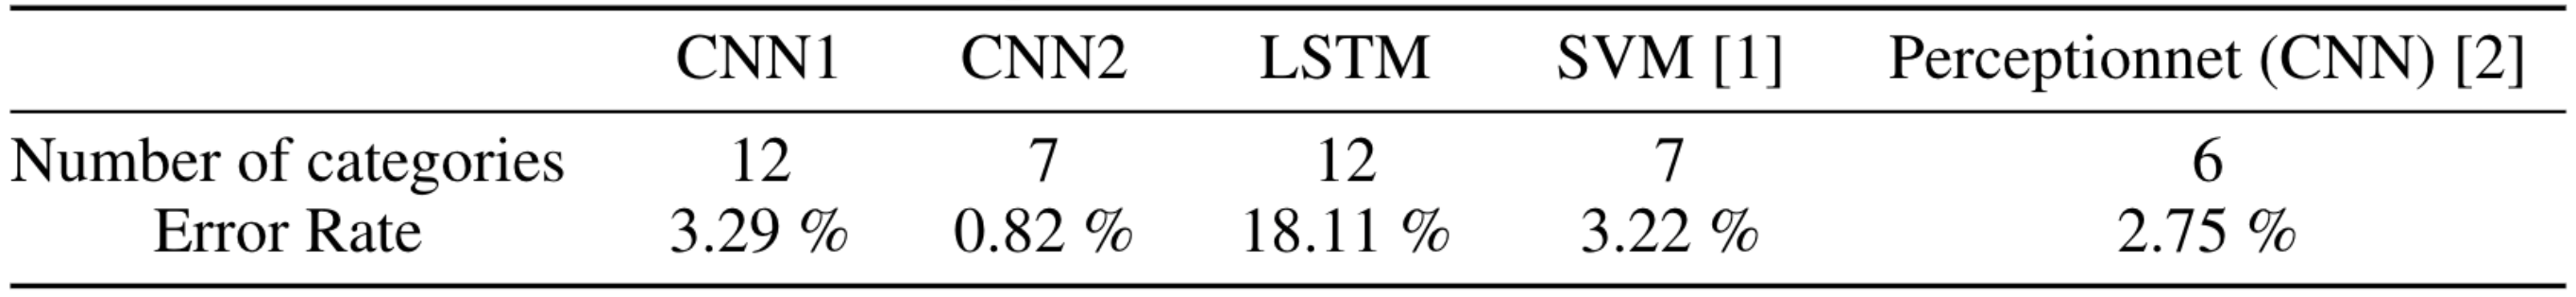 CNN1 CNN2 LSTM SVM [1] Perceptionnet (CNN) [2]
Number of categories 12 7 12 7 6
Error Rate 3.29 % 0.82 % 18.11 % 3.22 % 2.75 %